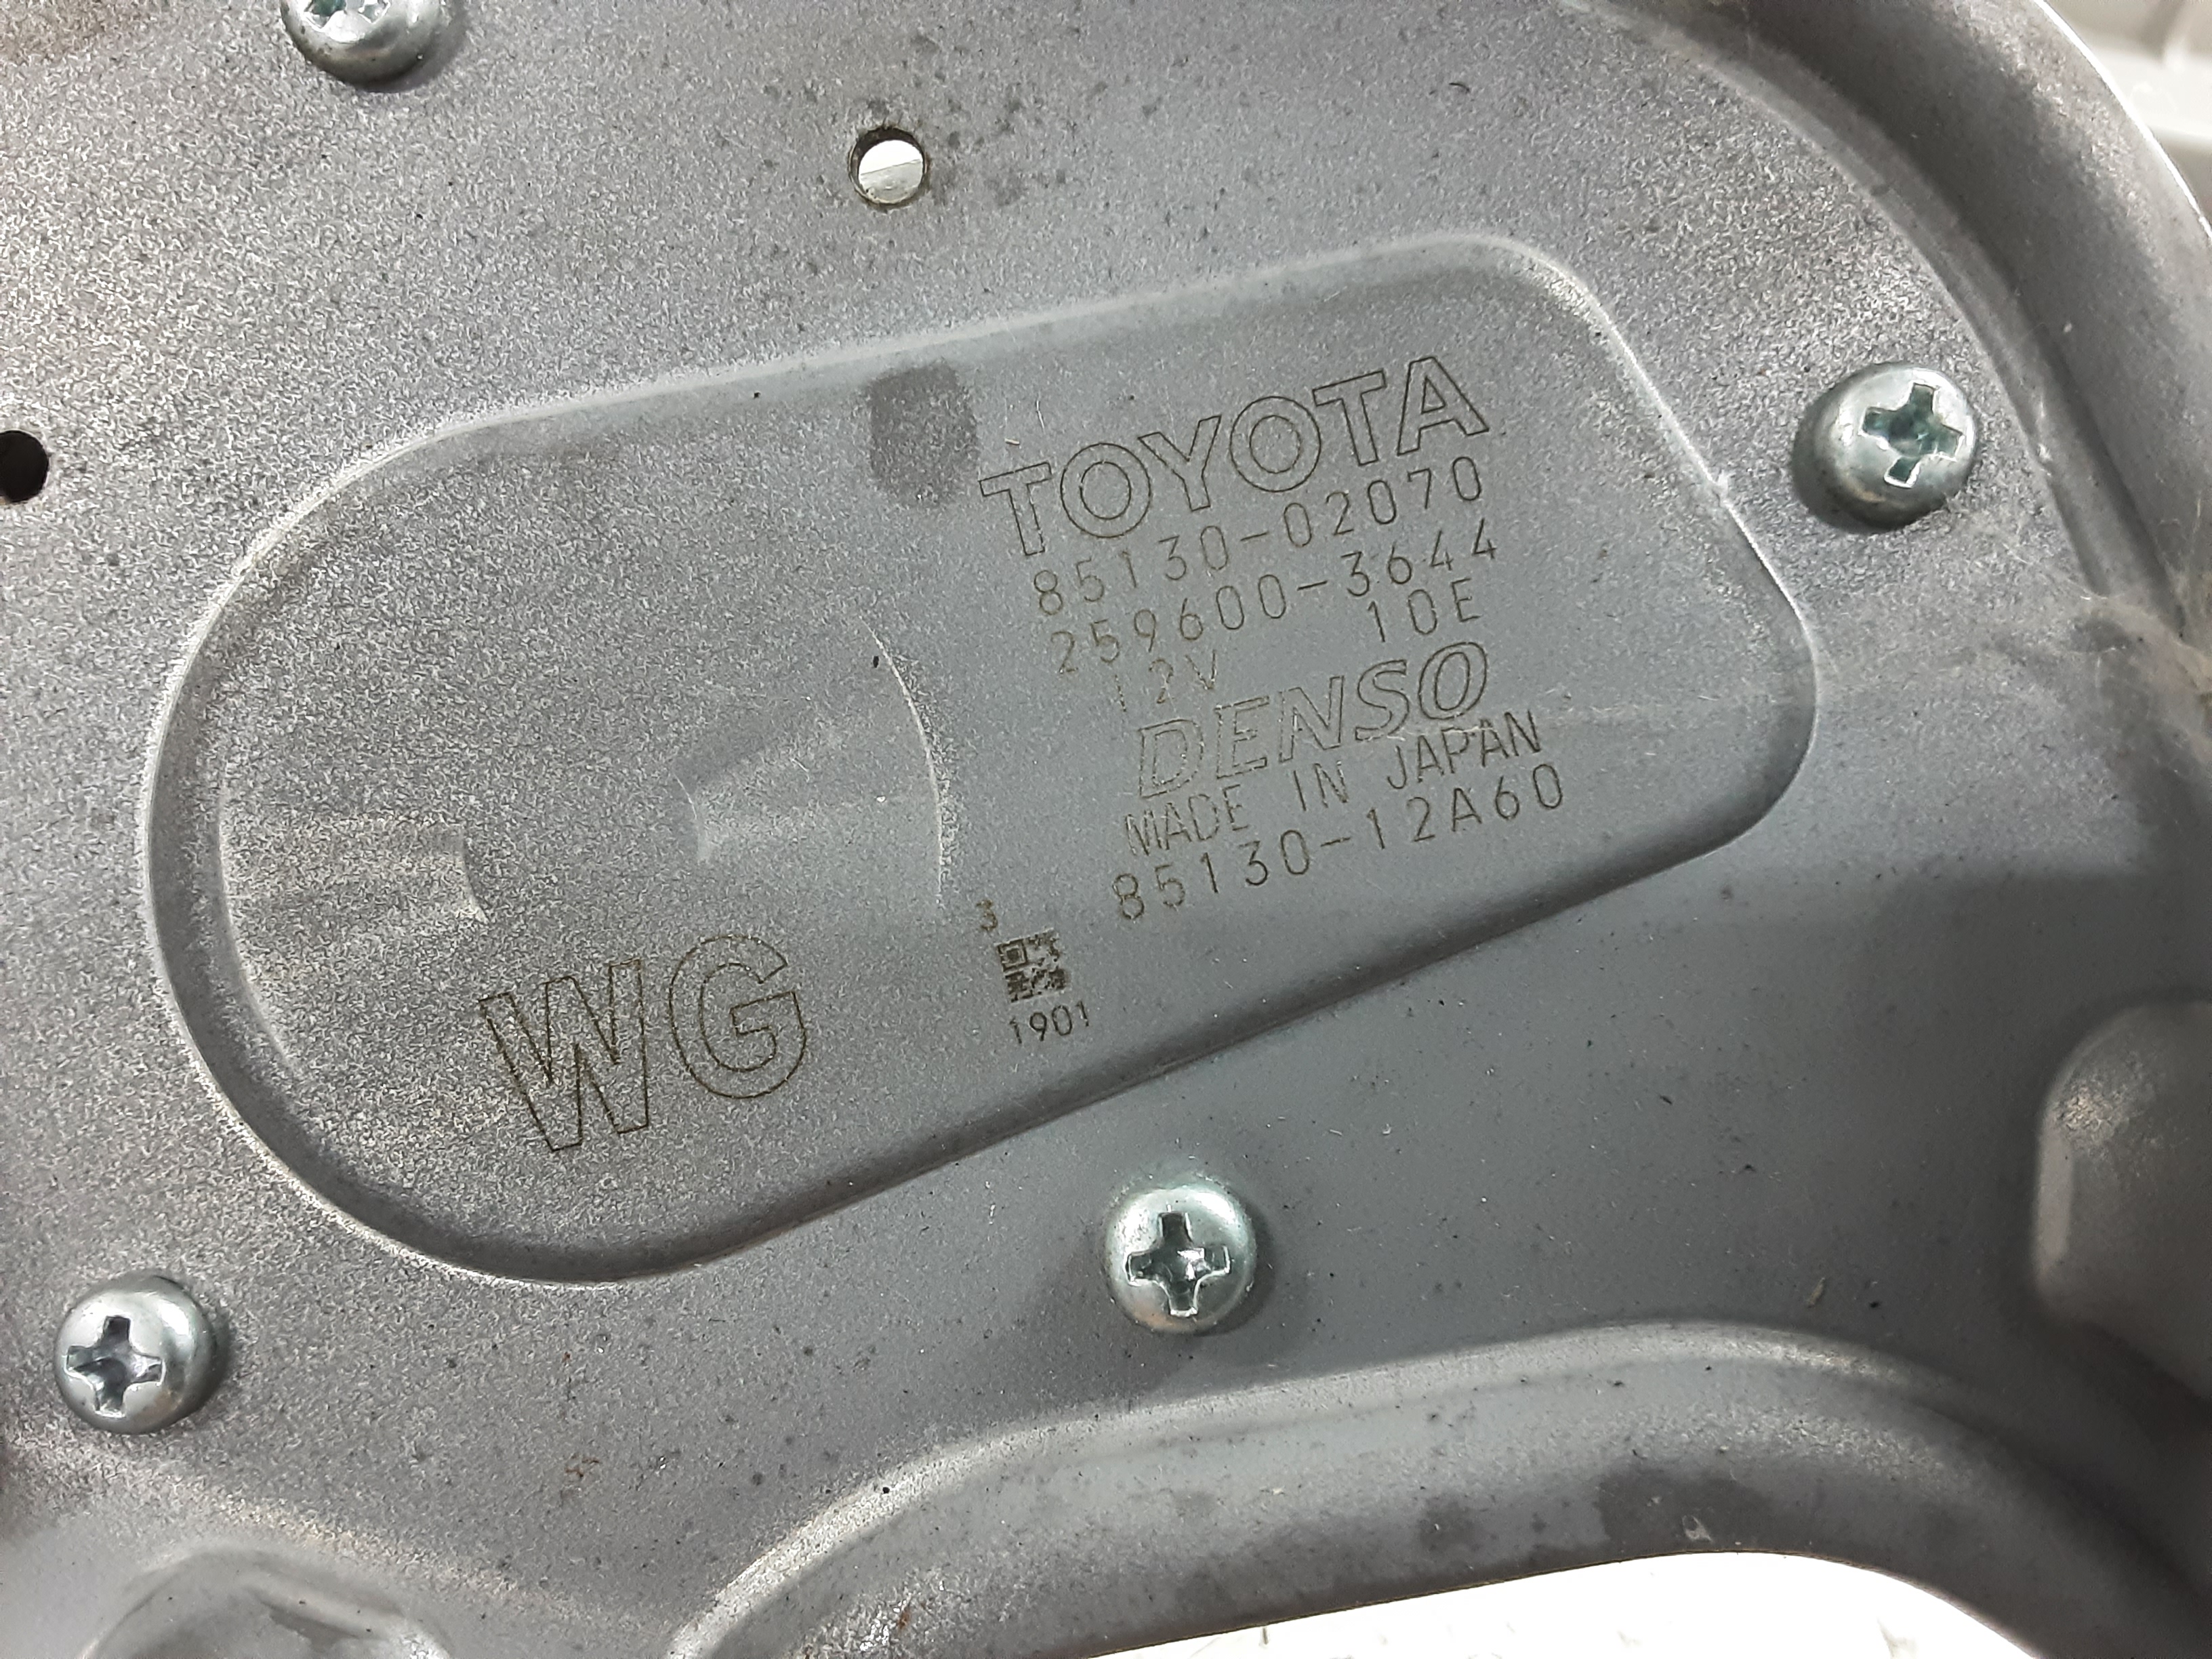 TOYOTA
85130-02070
259600-3644
12V 10E
DENSO
MADE IN JAPAN
85130-12A60
3
1901
WG